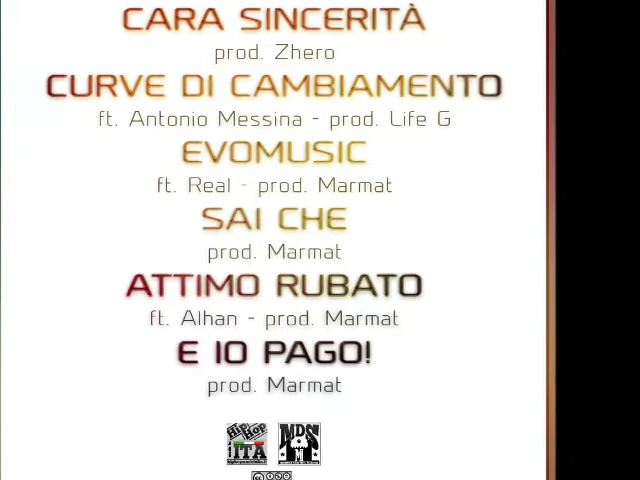 CARA SINCERITÀ
prod. Zhero
CURVE DI CAMBIAMENTO
ft. Antonio Messina - prod. Life G
EVOMUSIC
ft. Real - prod. Marmat
SAI CHE
prod. Marmat
ATTIMO RUBATO
ft. Alhan - prod. Marmat
E IO PAGO!
prod. Marmat
HIP HOP MDS
ITA M